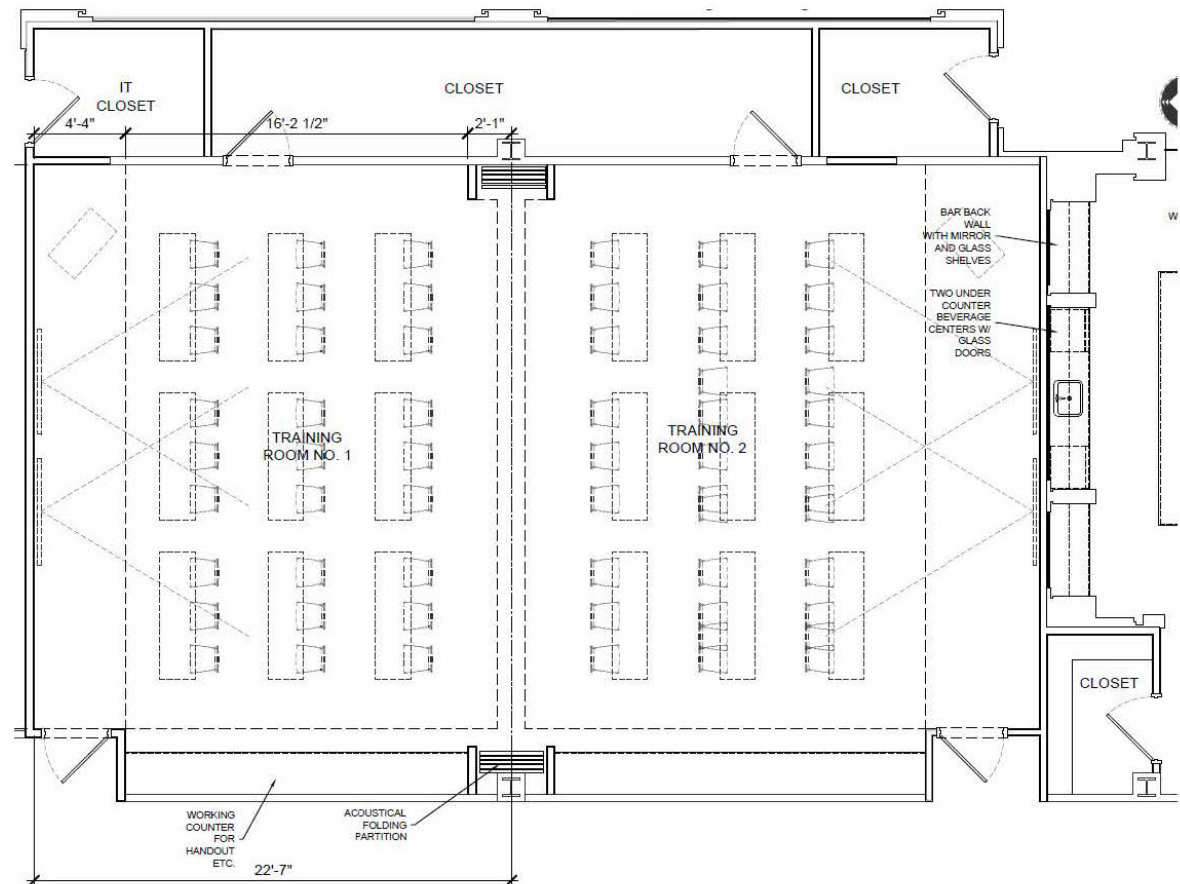 IT
CLOSET
CLOSET
CLOSET
4'-4"
16'-2 1/2"
2'-1"
BAR BACK
WALL
WITH MIRROR
AND GLASS
SHELVES
W
TWO UNDER
COUNTER
BEVERAGE
CENTERS W/
GLASS
DOORS
TRAINING
ROOM NO. 1
TRAINING
ROOM NO. 2
CLOSET
WORKING
COUNTER
FOR
HANDOUT
ETC.
ACOUSTICAL
FOLDING
PARTITION
22'-7"